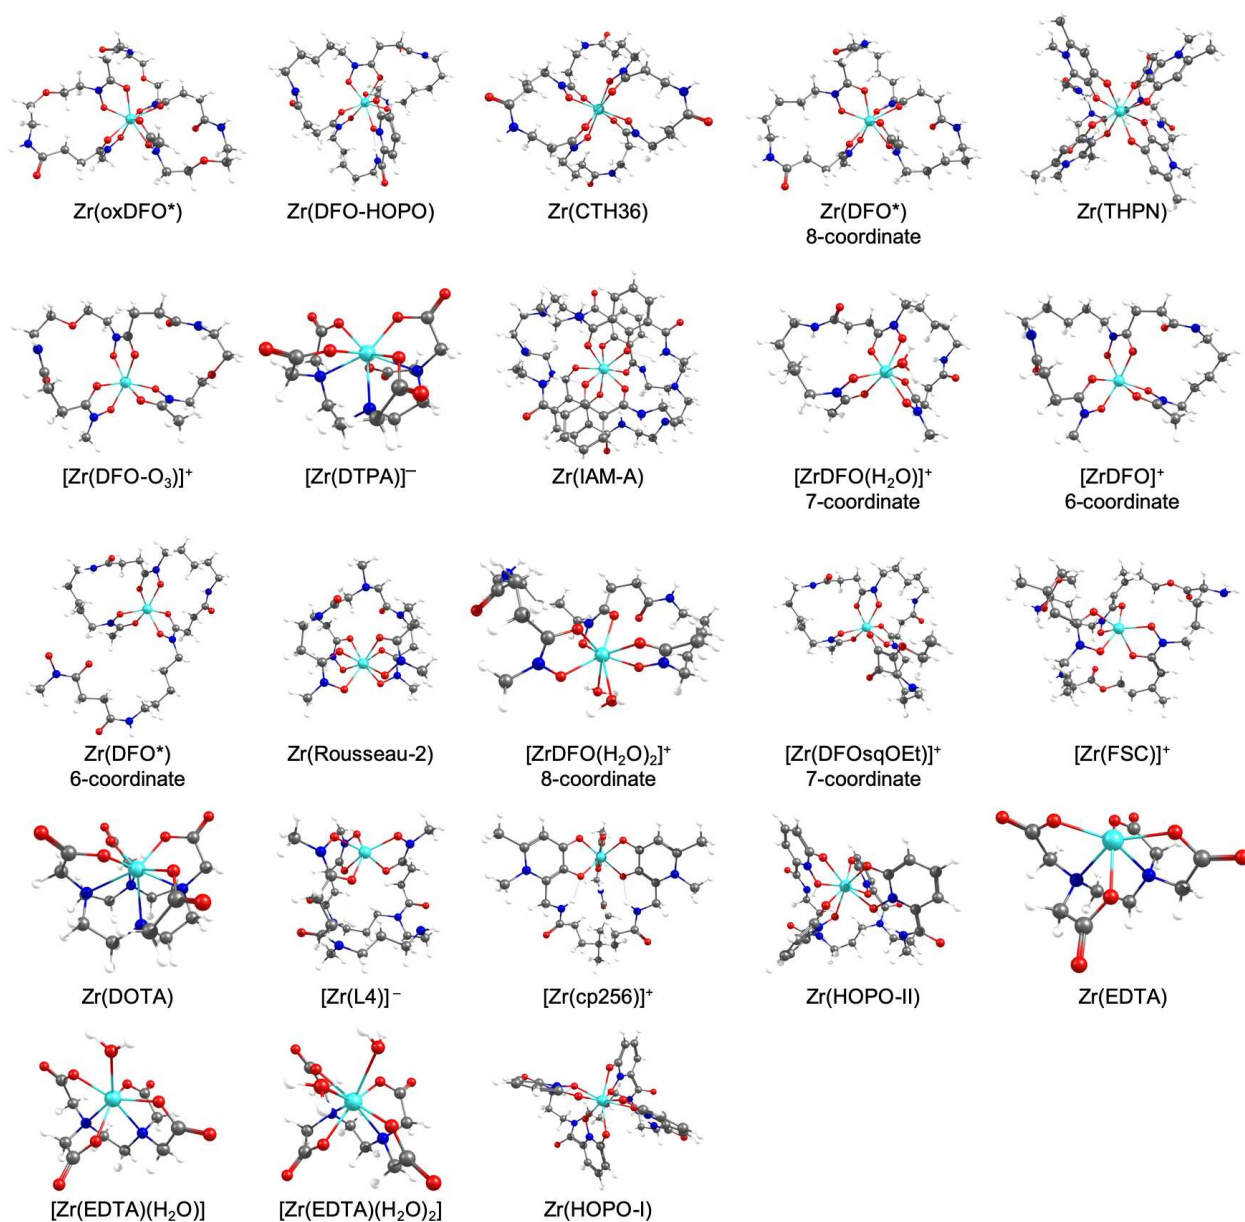 Zr(oxDFO*)
Zr(DFO-HOPO)
Zr(CTH36)
Zr(DFO*)
8-coordinate
Zr(THPN)
[Zr(DFO-O₃)]⁺
[Zr(DTPA)]⁻
Zr(IAM-A)
[ZrDFO(H₂O)]⁺
7-coordinate
[ZrDFO]⁺
6-coordinate
Zr(DFO*)
6-coordinate
Zr(Rousseau-2)
[ZrDFO(H₂O)₂]⁺
8-coordinate
[Zr(DFOsqOEt)]⁺
7-coordinate
[Zr(FSC)]⁺
Zr(DOTA)
[Zr(L4)]⁻
[Zr(cp256)]⁺
Zr(HOPO-II)
Zr(EDTA)
[Zr(EDTA)(H₂O)]
[Zr(EDTA)(H₂O)₂]
Zr(HOPO-I)